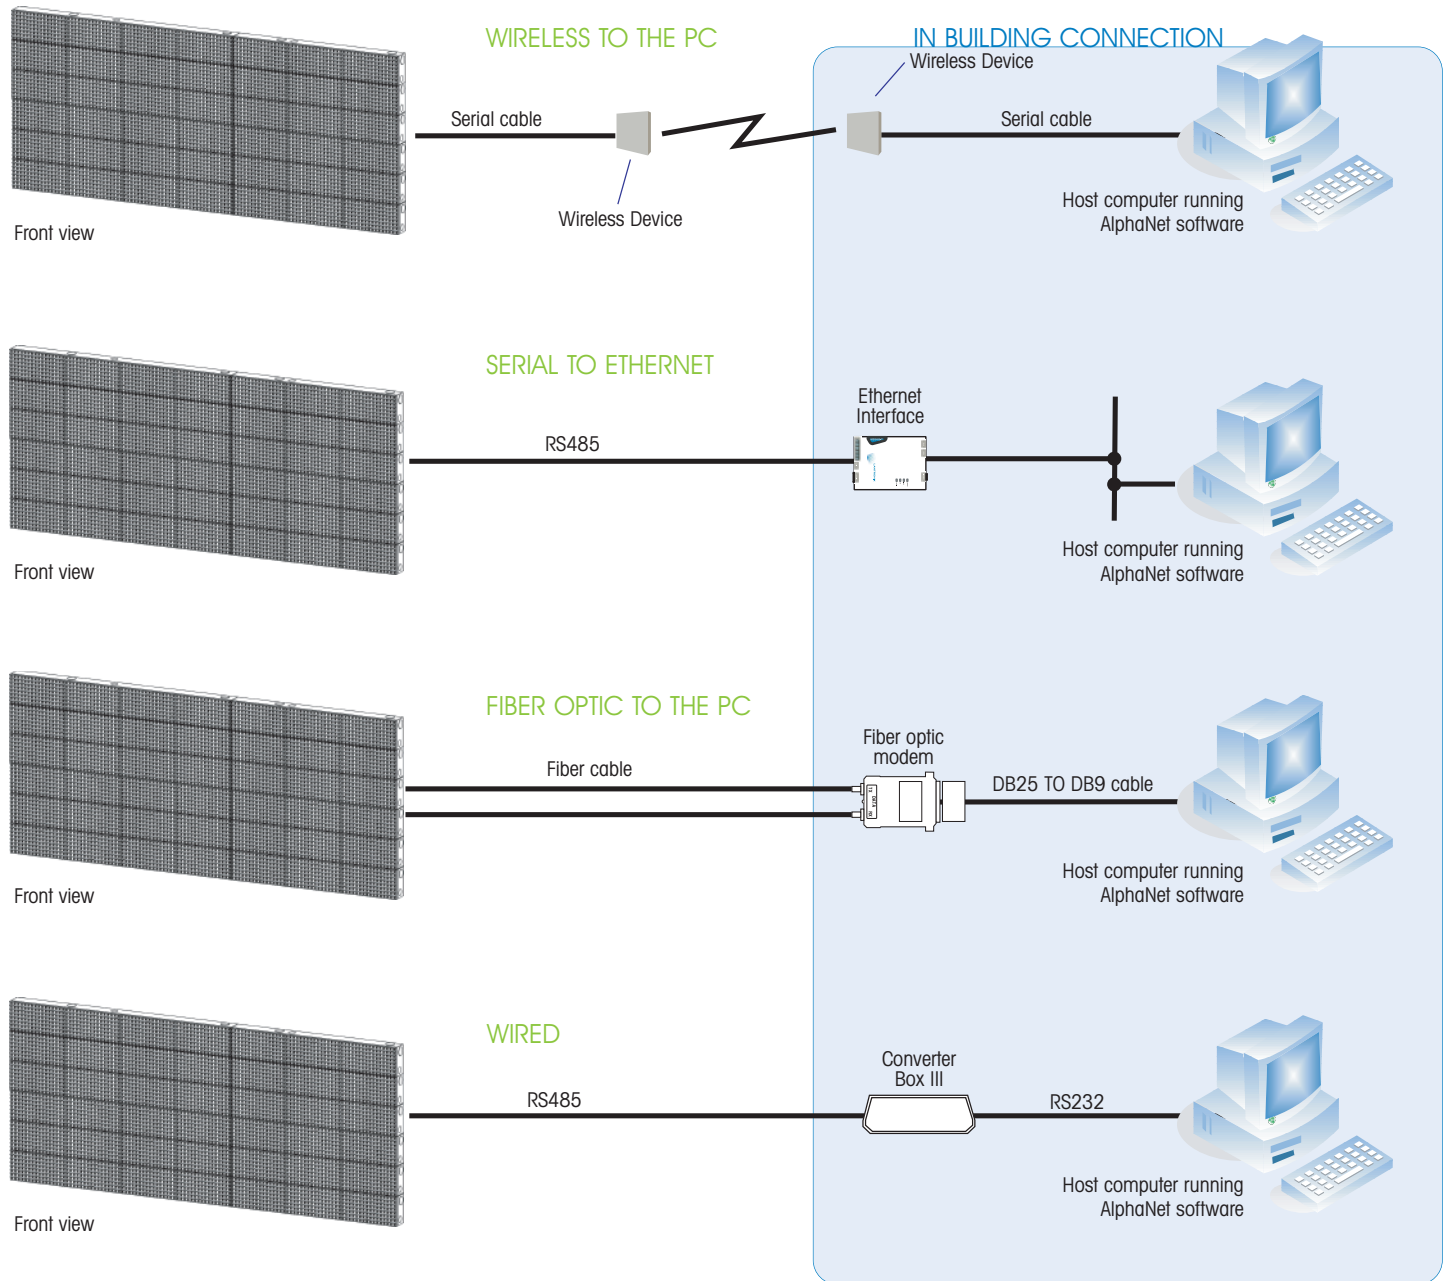 WIRELESS TO THE PC
IN BUILDING CONNECTION
Wireless Device
Serial cable
Serial cable
Wireless Device
Host computer running
AlphaNet software
Front view
SERIAL TO ETHERNET
Ethernet
Interface
RS485
Host computer running
AlphaNet software
Front view
FIBER OPTIC TO THE PC
Fiber optic
modem
Fiber cable
DB25 TO DB9 cable
TX DATA RX
Host computer running
AlphaNet software
Front view
WIRED
Converter
Box III
RS485
RS232
Host computer running
AlphaNet software
Front view